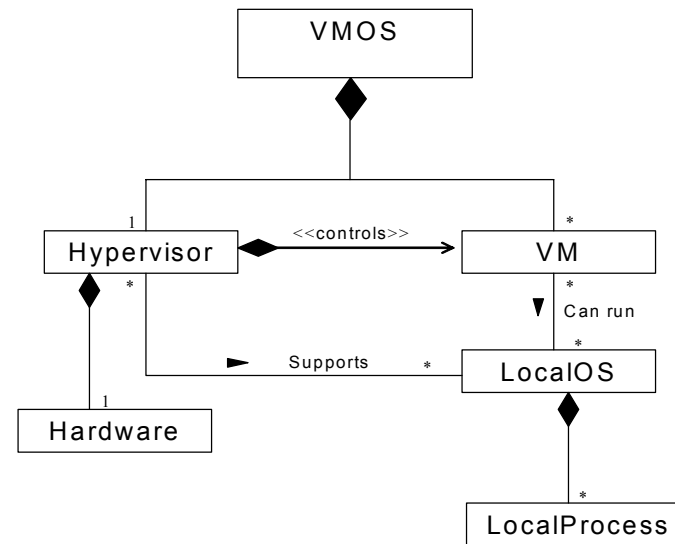 VMOS
1
*
<<controls>>
Hypervisor
VM
*
*
Can run
Supports
*
*
LocalOS
1
Hardware
*
LocalProcess